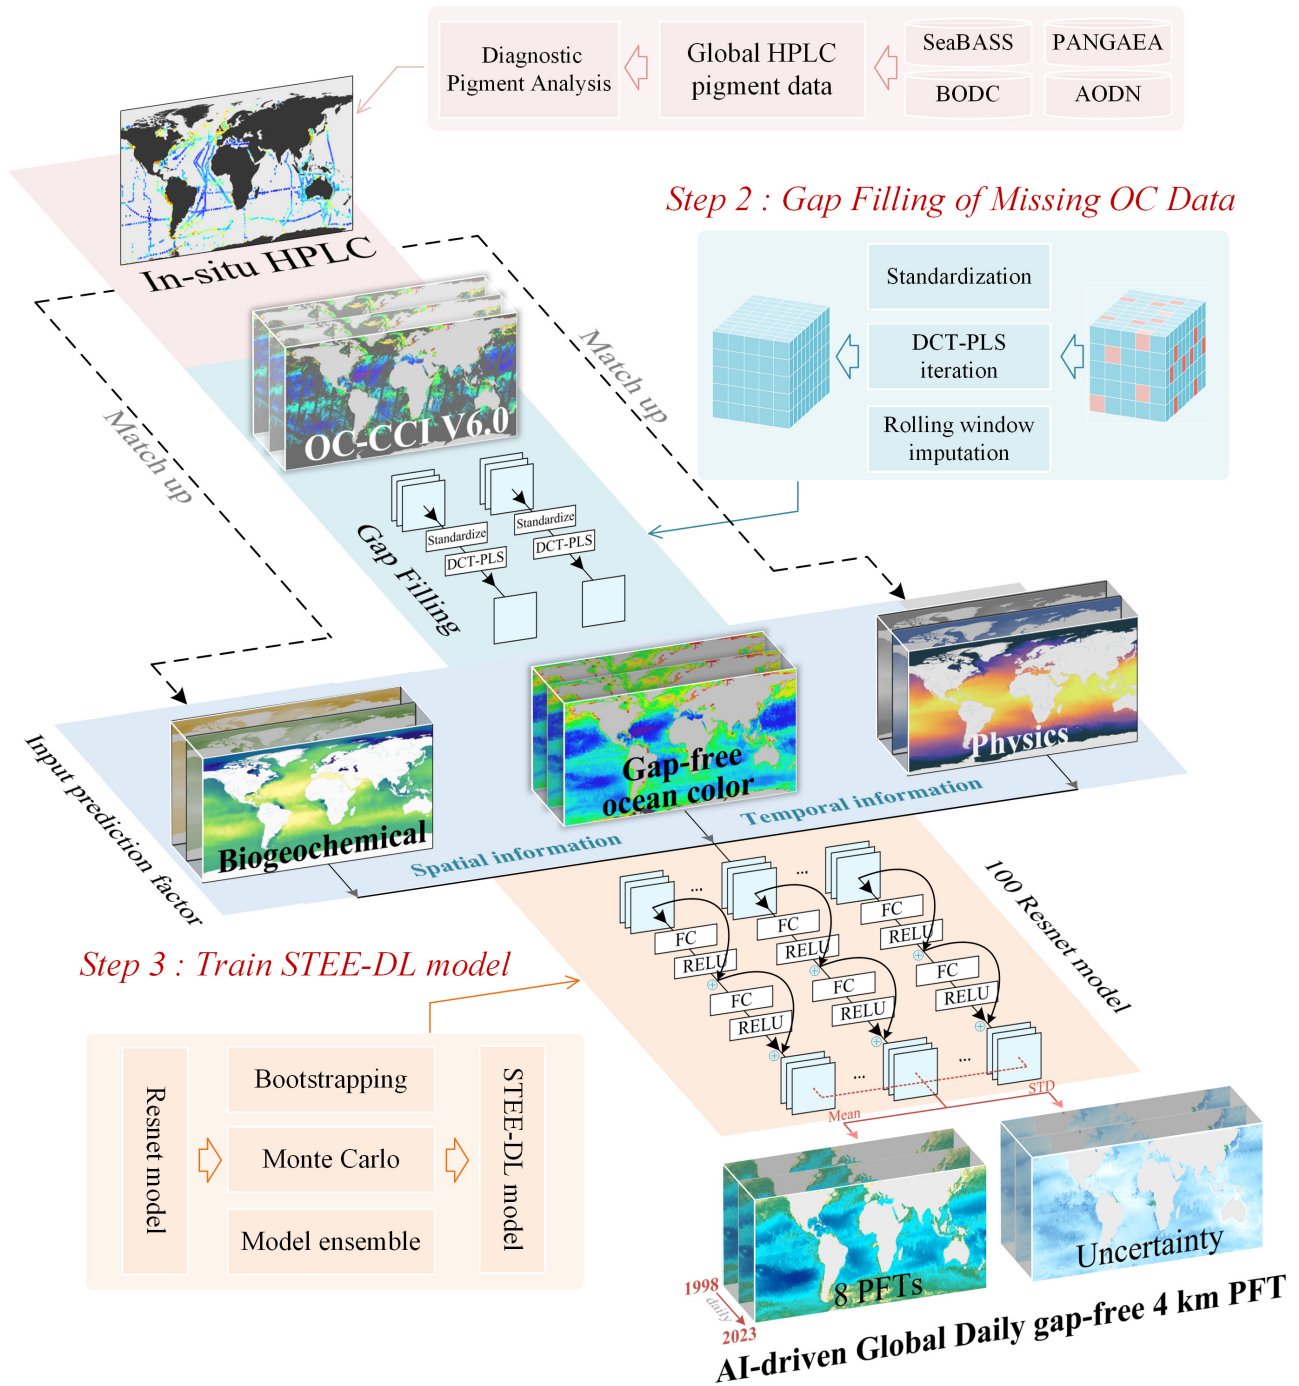 SeaBASS
PANGAEA
BODC
AODN
Global HPLC
pigment data
Diagnostic
Pigment Analysis
In-situ HPLC
Step 2 : Gap Filling of Missing OC Data
Standardization
DCT-PLS
iteration
Rolling window
imputation
OC-CCI V6.0
Match up
Match up
Gap Filling
Standardize
DCT-PLS
Standardize
DCT-PLS
Input prediction factor
Biogeochemical
Gap-free
ocean color
Physics
Spatial information
Temporal information
100 Resnet model
...
...
FC
RELU
FC
RELU
FC
RELU
FC
RELU
FC
RELU
FC
RELU
...
...
Mean
STD
Step 3 : Train STEE-DL model
Resnet model
Bootstrapping
Monte Carlo
Model ensemble
STEE-DL model
8 PFTs
Uncertainty
1998
daily
2023
AI-driven Global Daily gap-free 4 km PFT